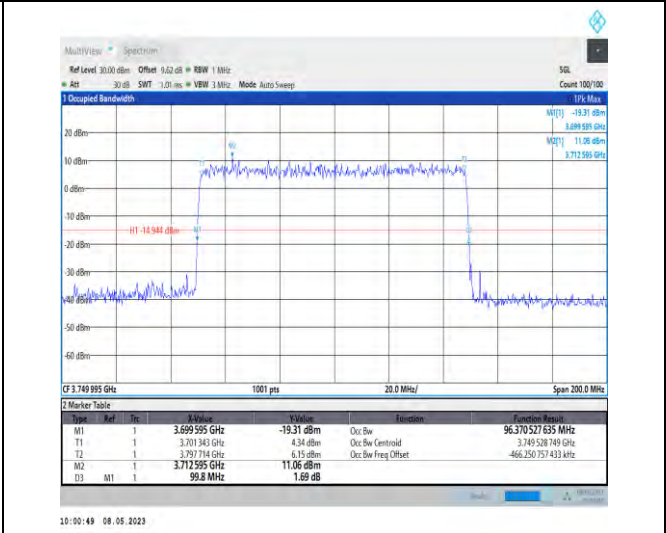 MultiView Spectrum
Ref Level 30.00 dBm Offset 9.62 dB RBW 1 MHz SGL
Att 30 dB SWT 1.01 ms VBW 3 MHz Mode Auto Sweep Count 100/100
1 Occupied Bandwidth 1Pk Max
M1[1] -19.31 dBm
3.699 595 GHz
M2[1] 11.06 dBm
3.712 595 GHz
20 dBm
M2
10 dBm
T1
0 dBm
-10 dBm
H1 -14.944 dBm
M1
-20 dBm
-30 dBm
-40 dBm
-50 dBm
-60 dBm
CF 3.749 995 GHz 1001 pts 20.0 MHz/ Span 200.0 MHz
2 Marker Table
Type Ref Trc X-Value Y-Value Function Function Result
M1 1 3.699 595 GHz -19.31 dBm Occ Bw 96.370 527 635 MHz
T1 1 3.701 343 GHz 4.34 dBm Occ Bw Centroid 3.749 528 749 GHz
T2 1 3.797 714 GHz 6.15 dBm Occ Bw Freq Offset -466.250 757 433 kHz
M2 1 3.712 595 GHz 11.06 dBm
D3 M1 1 99.8 MHz 1.69 dB
10:00:49 08.05.2023